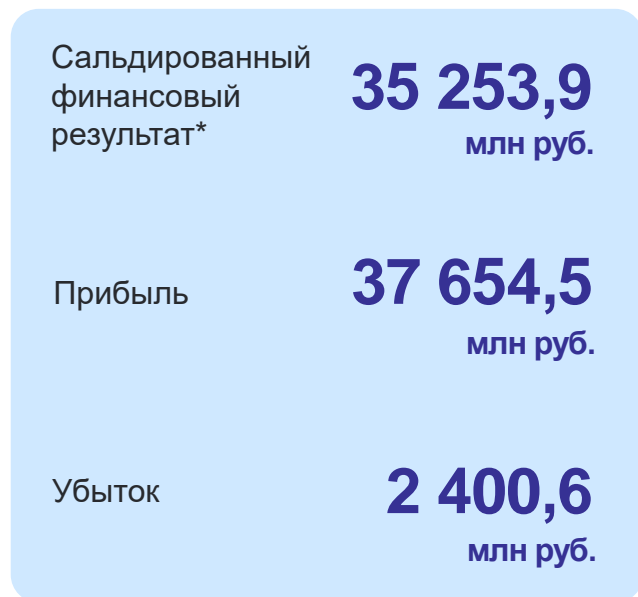 Сальдированный
финансовый
результат*
35 253,9
млн руб.
Прибыль
37 654,5
млн руб.
Убыток
2 400,6
млн руб.